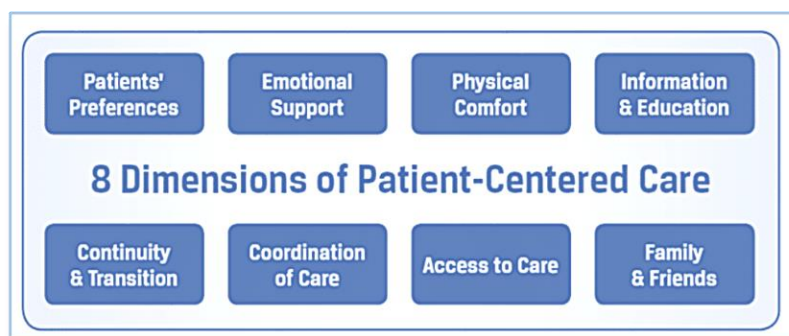 Patients'
Preferences
Emotional
Support
Physical
Comfort
Information
& Education
8 Dimensions of Patient-Centered Care
Continuity
& Transition
Coordination
of Care
Access to Care
Family
& Friends